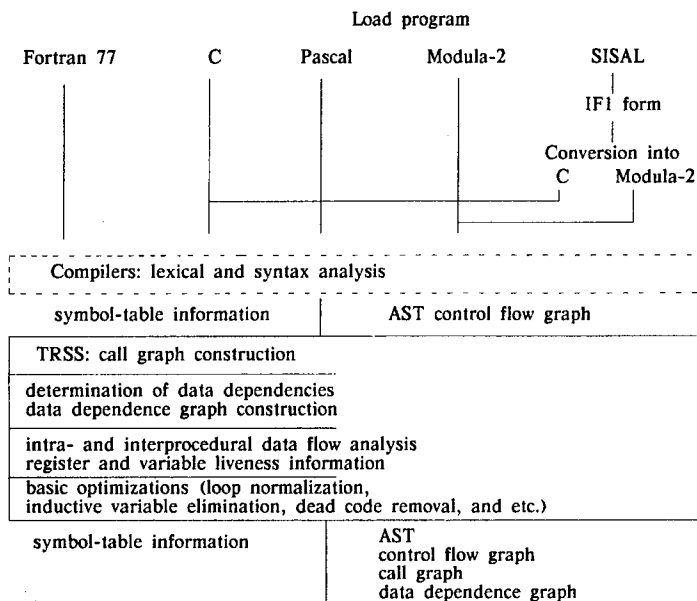 Load program
Fortran 77 C Pascal Modula-2 SISAL
IF1 form
Conversion into
C Modula-2
Compilers: lexical and syntax analysis
symbol-table information AST control flow graph
TRSS: call graph construction
determination of data dependencies
data dependence graph construction
intra- and interprocedural data flow analysis
register and variable liveness information
basic optimizations (loop normalization,
inductive variable elimination, dead code removal, and etc.)
symbol-table information AST
control flow graph
call graph
data dependence graph